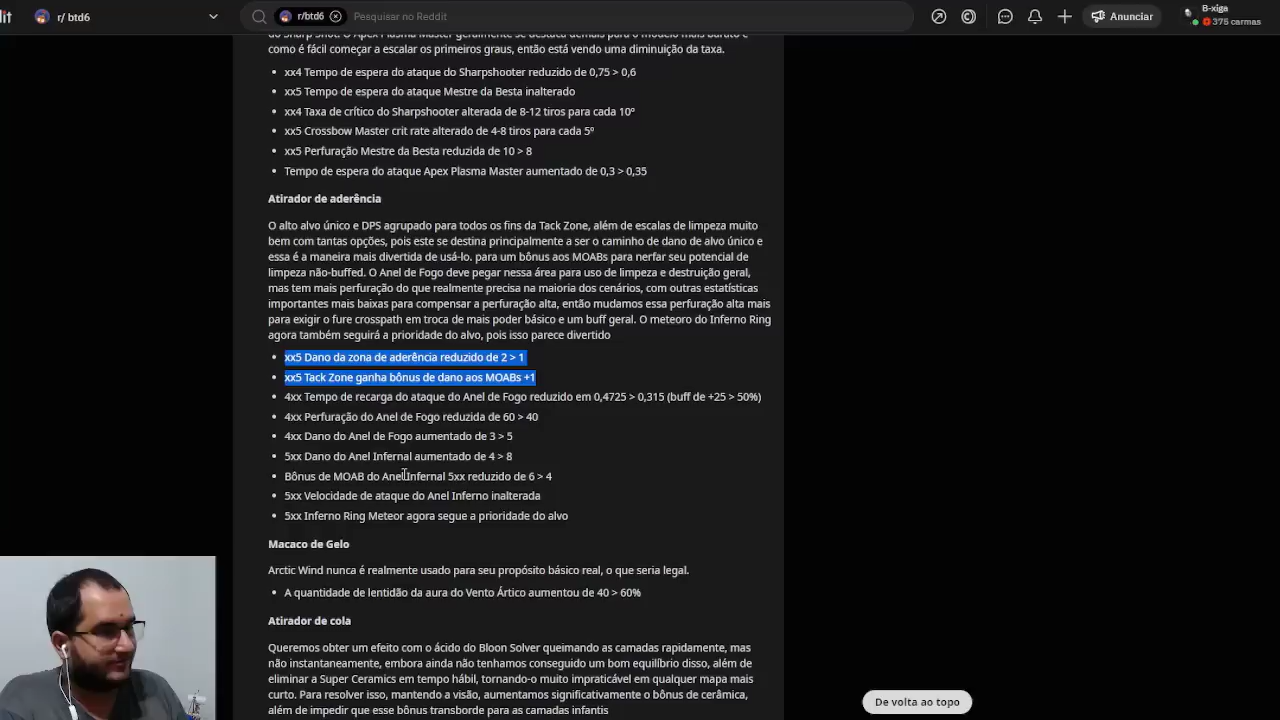 it
r/ btd6
r/btd6
Pesquisar no Reddit
Anunciar
B-xiga
375 carmas
como é fácil começar a escalar os primeiros graus, então está vendo uma diminuição da taxa.
• xx4 Tempo de espera do ataque do Sharpshooter reduzido de 0,75 > 0,6
• xx5 Tempo de espera do ataque Mestre da Besta inalterado
• xx4 Taxa de crítico do Sharpshooter alterada de 8-12 tiros para cada 10º
• xx5 Crossbow Master crit rate alterado de 4-8 tiros para cada 5º
• xx5 Perfuração Mestre da Besta reduzida de 10 > 8
• Tempo de espera do ataque Apex Plasma Master aumentado de 0,3 > 0,35
Atirador de aderência
O alto alvo único e DPS agrupado para todos os fins da Tack Zone, além de escalas de limpeza muito
bem com tantas opções, pois este se destina principalmente a ser o caminho de dano de alvo único e
essa é a maneira mais divertida de usá-lo. para um bônus aos MOABs para nerfar seu potencial de
limpeza não-buffed. O Anel de Fogo deve pegar nessa área para uso de limpeza e destruição geral,
mas tem mais perfuração do que realmente precisa na maioria dos cenários, com outras estatísticas
importantes mais baixas para compensar a perfuração alta, então mudamos essa perfuração alta mais
para exigir o fure crosspath em troca de mais poder básico e um buff geral. O meteoro do Inferno Ring
agora também seguirá a prioridade do alvo, pois isso parece divertido
• xx5 Dano da zona de aderência reduzido de 2 > 1
• xx5 Tack Zone ganha bônus de dano aos MOABs +1
• 4xx Tempo de recarga do ataque do Anel de Fogo reduzido em 0,4725 > 0,315 (buff de +25 > 50%)
• 4xx Perfuração do Anel de Fogo reduzida de 60 > 40
• 4xx Dano do Anel de Fogo aumentado de 3 > 5
• 5xx Dano do Anel Infernal aumentado de 4 > 8
• Bônus de MOAB do Anel Infernal 5xx reduzido de 6 > 4
• 5xx Velocidade de ataque do Anel Inferno inalterada
• 5xx Inferno Ring Meteor agora segue a prioridade do alvo
Macaco de Gelo
Arctic Wind nunca é realmente usado para seu propósito básico real, o que seria legal.
• A quantidade de lentidão da aura do Vento Ártico aumentou de 40 > 60%
Atirador de cola
Queremos obter um efeito com o ácido do Bloon Solver queimando as camadas rapidamente, mas
não instantaneamente, embora ainda não tenhamos conseguido um bom equilíbrio disso, além de
eliminar a Super Ceramics em tempo hábil, tornando-o muito impraticável em qualquer mapa mais
curto. Para resolver isso, mantendo a visão, aumentamos significativamente o bônus de cerâmica,
além de impedir que esse bônus transborde para as camadas infantis
De volta ao topo